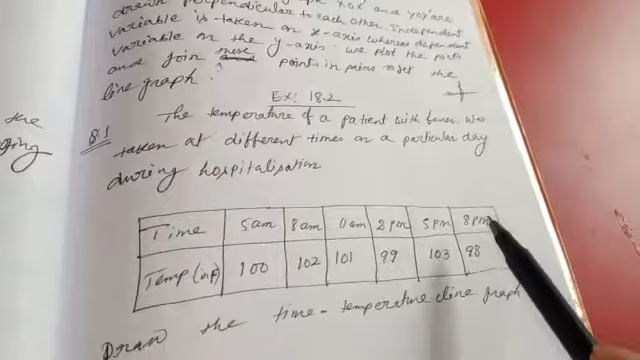 drawn perpendicular to each other. Independent
variable is taken on x-axis whereas dependent
variable on the y-axis. we plot the points
and join these points in pairs to get the
line graph.
Ex: 18.2
Q.1 The temperature of a patient with fever was
taken at different times on a particular day
during hospitalisation
Time 5am 8am 2pm 5pm 8pm
Temp (in F) 100 102 101 99 103 98
Draw the time - temperature line graph
the